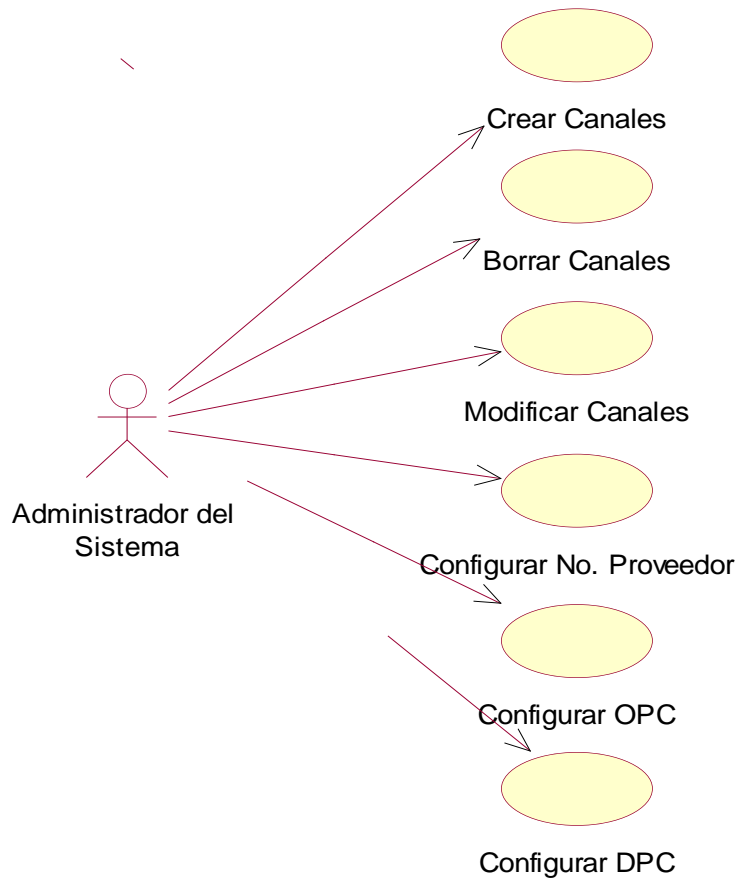 Crear Canales
Borrar Canales
Modificar Canales
Administrador del
Sistema
Configurar No. Proveedor
Configurar OPC
Configurar DPC